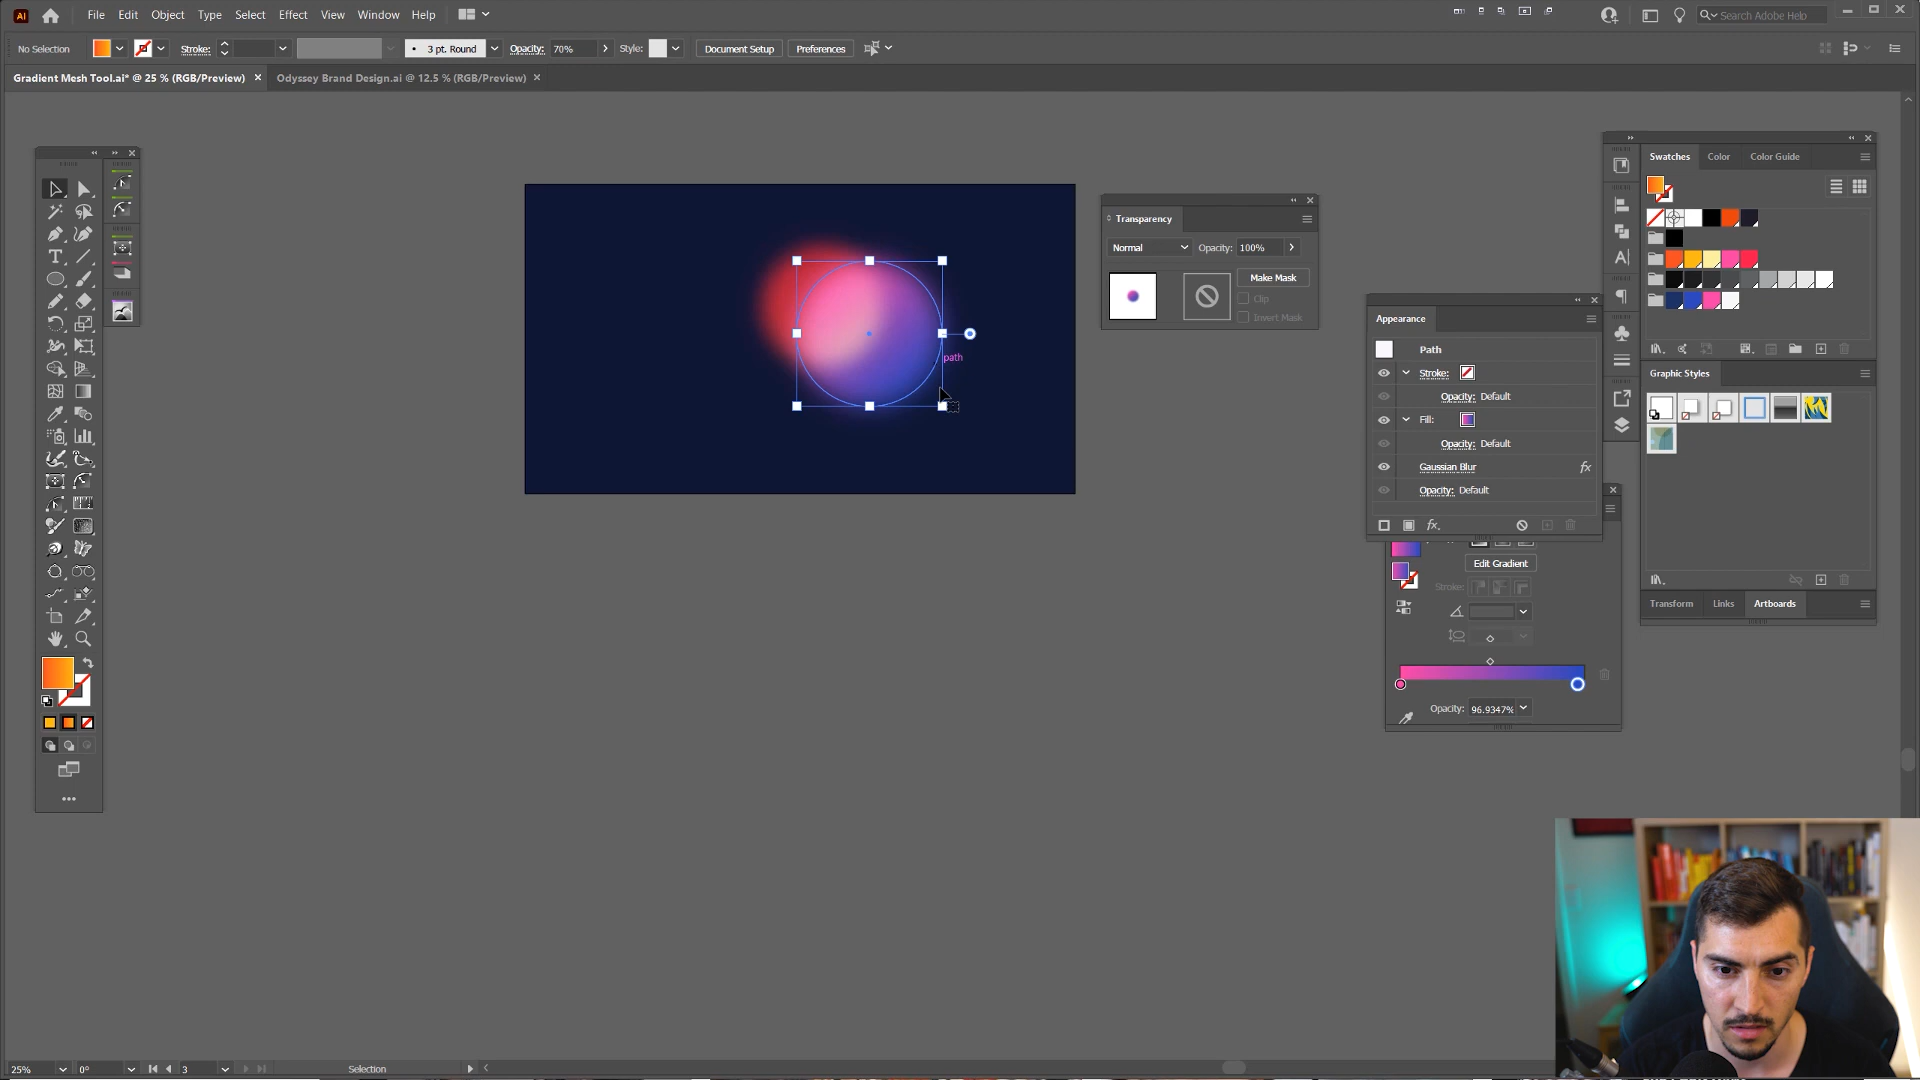 Ai File Edit Object Type Select Effect View Window Help Search Adobe Help
No Selection Stroke: 3 pt. Round Opacity: 70% Style: Document Setup Preferences
Gradient Mesh Tool.ai* @ 25 % (RGB/Preview) Odyssey Brand Design.ai @ 12.5 % (RGB/Preview)
Swatches Color Color Guide
Transparency
Normal Opacity: 100%
Make Mask
Clip
Invert Mask
path
Appearance
Path
Stroke:
Opacity: Default
Fill:
Opacity: Default
Gaussian Blur fx
Opacity: Default
fx.
Graphic Styles
Edit Gradient
Stroke:
Opacity: 96.9347%
Transform Links Artboards
25% 0° 3 Selection